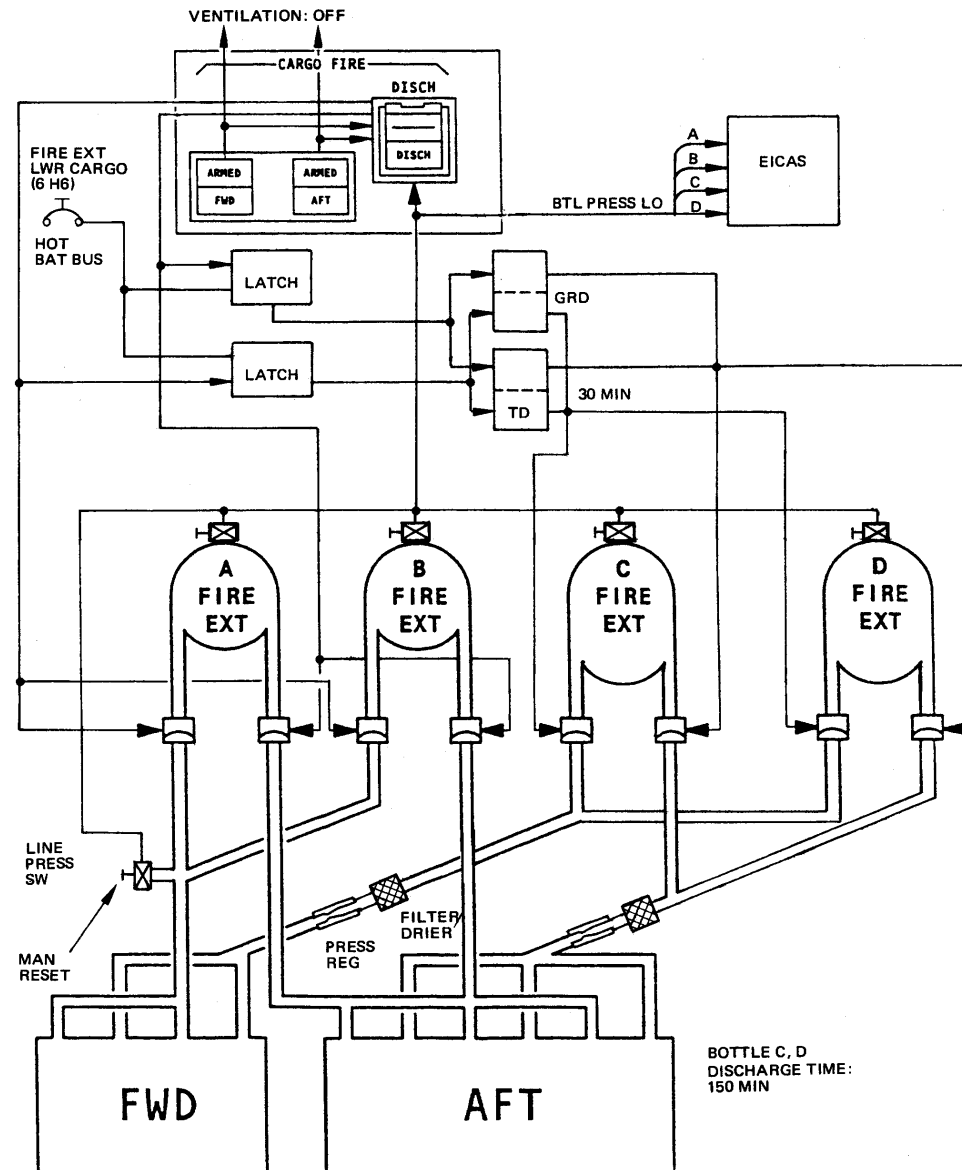 VENTILATION: OFF
CARGO FIRE
DISCH
DISCH
ARMED
FWD
ARMED
AFT
FIRE EXT
LWR CARGO
(6 H6)
HOT
BAT BUS
BTL PRESS LO
A
B
C
D
EICAS
LATCH
GRD
LATCH
30 MIN
TD
A
FIRE
EXT
B
FIRE
EXT
C
FIRE
EXT
D
FIRE
EXT
LINE
PRESS
SW
MAN
RESET
PRESS
REG
FILTER
DRIER
FWD
AFT
BOTTLE C, D
DISCHARGE TIME:
150 MIN